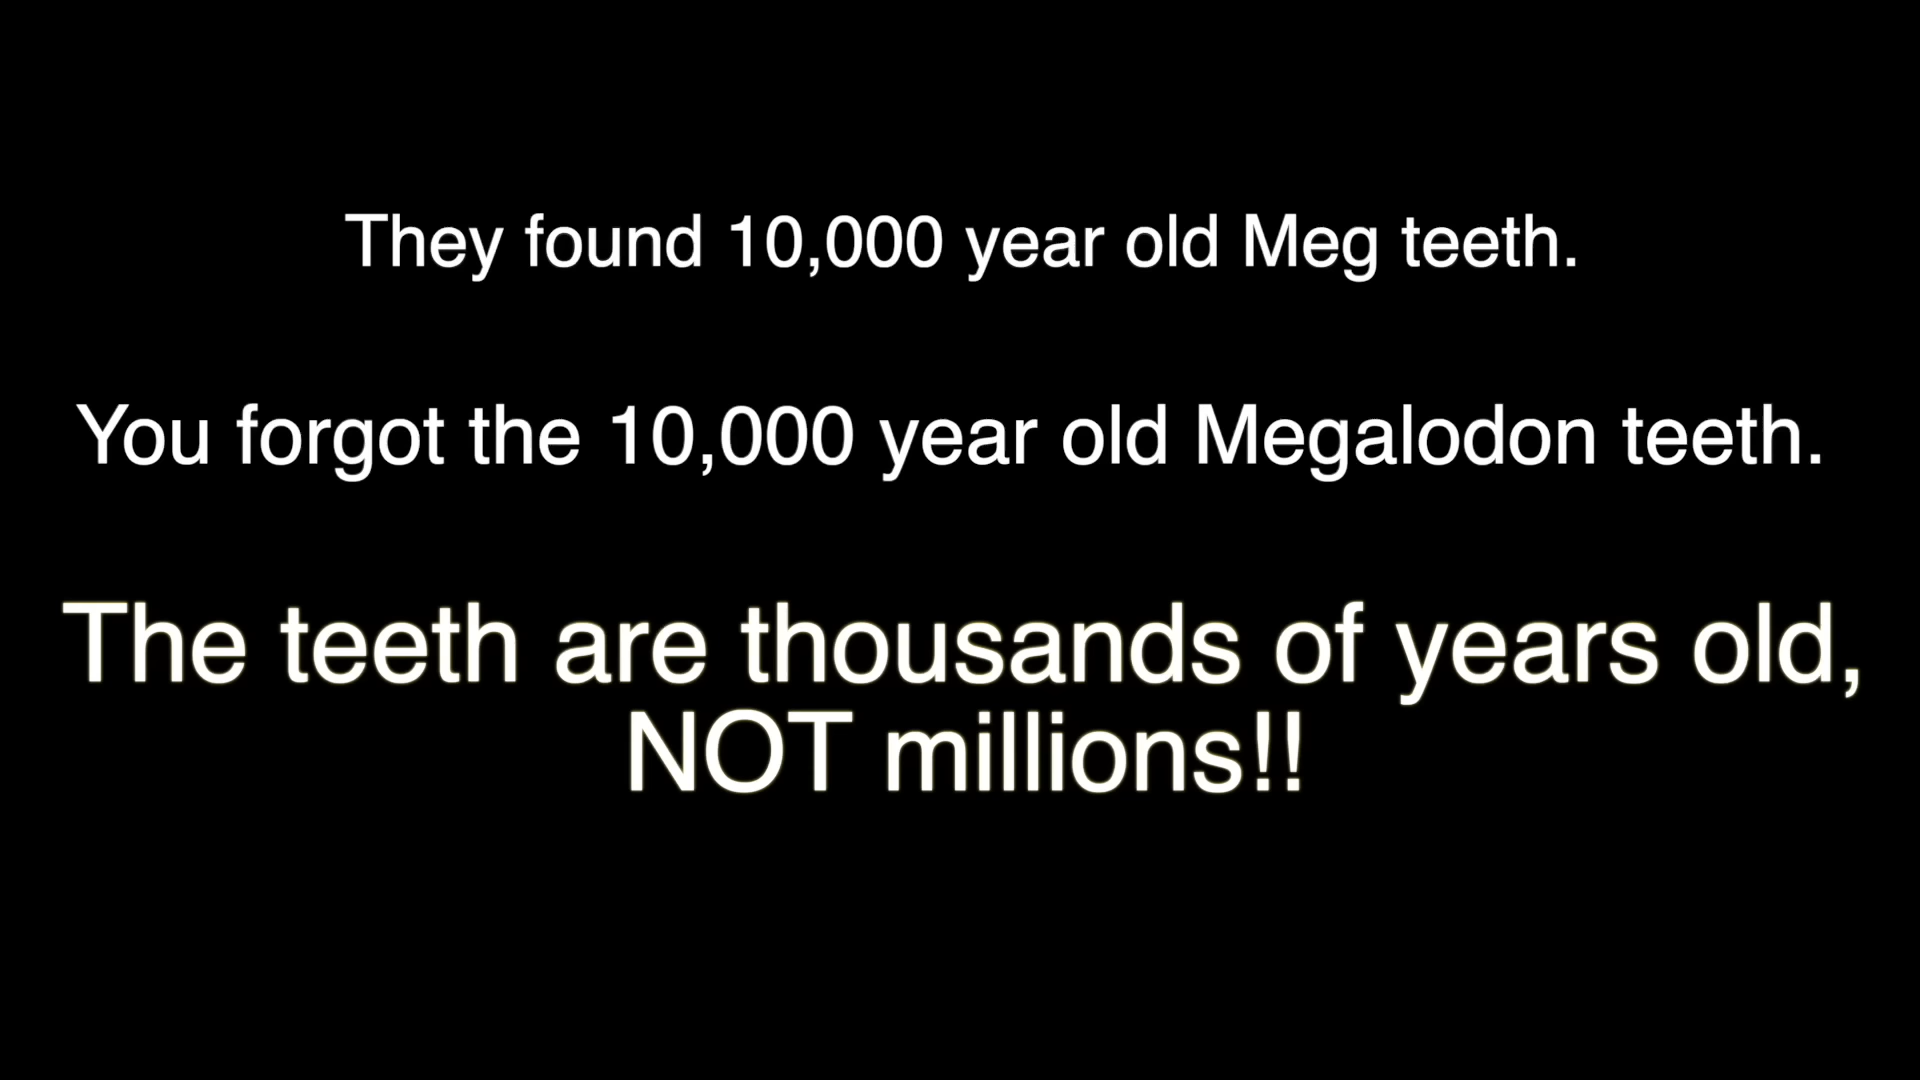 They found 10,000 year old Meg teeth.
You forgot the 10,000 year old Megalodon teeth.
The teeth are thousands of years old,
NOT millions!!